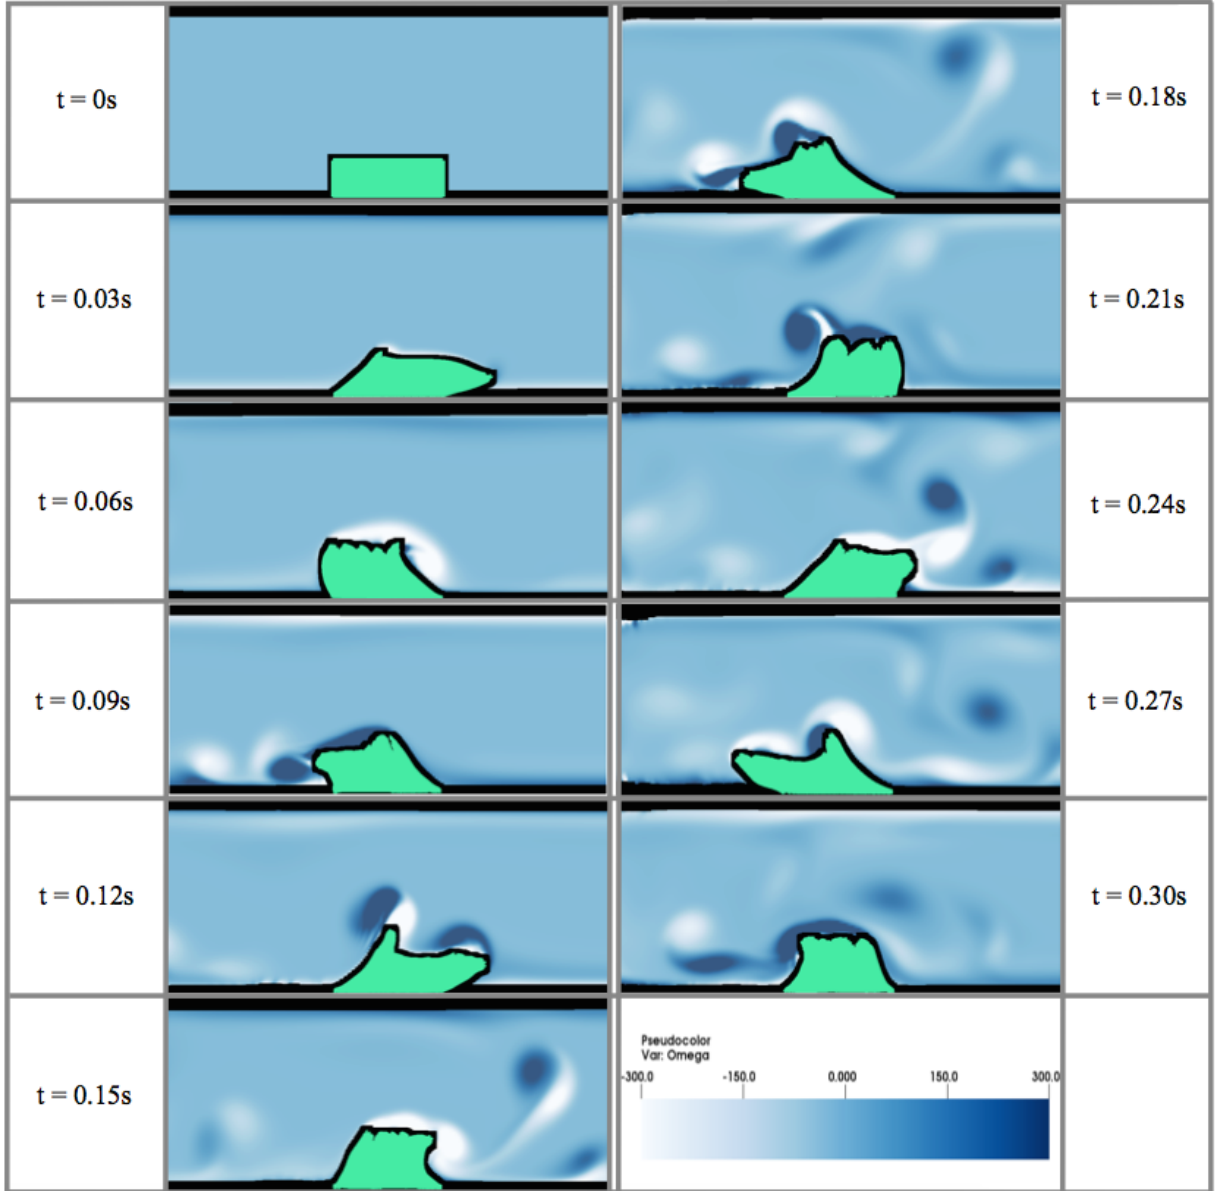 t = 0s
t = 0.18s
t = 0.03s
t = 0.21s
t = 0.06s
t = 0.24s
t = 0.09s
t = 0.27s
t = 0.12s
t = 0.30s
t = 0.15s
Pseudocolor
Var: Omega
-300.0 -150.0 0.000 150.0 300.0